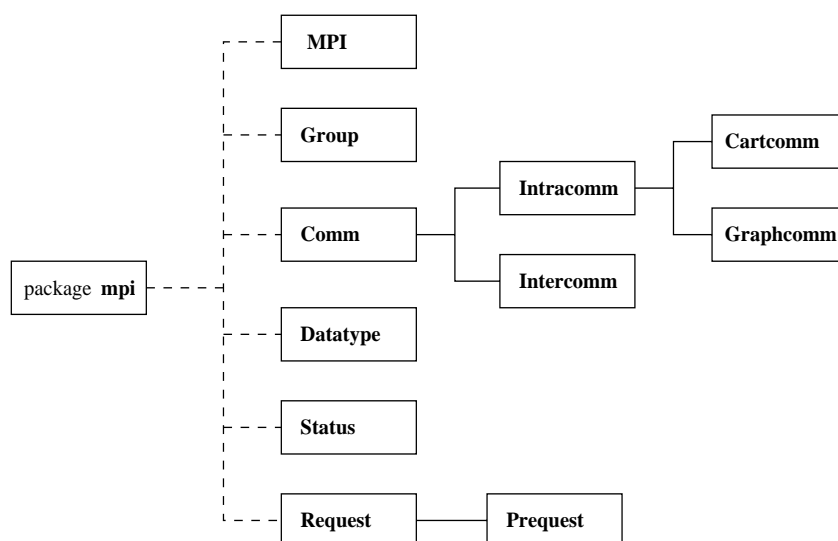 MPI
Group
Cartcomm
Intracomm
Comm
Graphcomm
package mpi
Intercomm
Datatype
Status
Request
Prequest